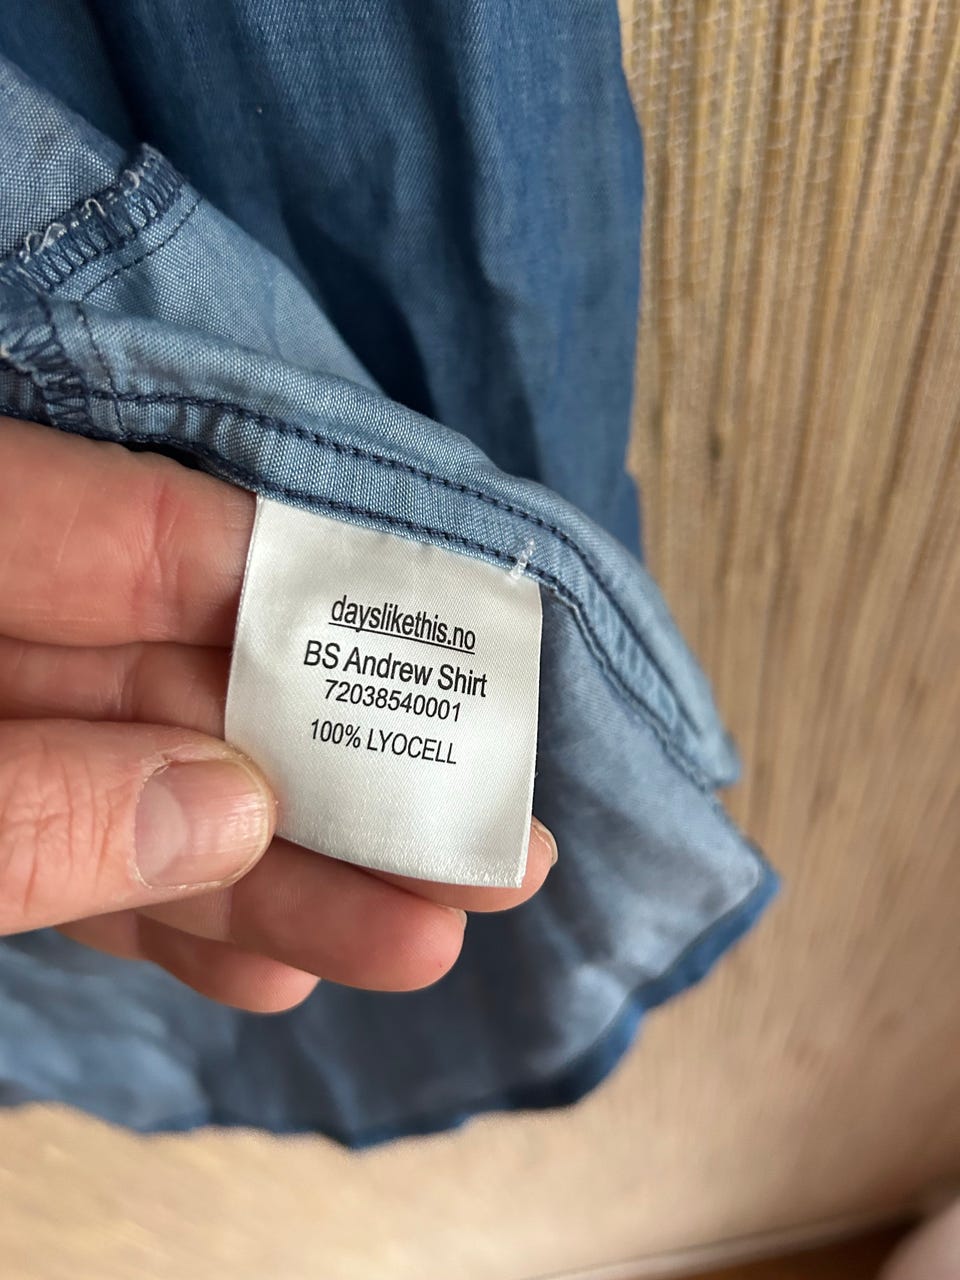 dayslikethis.no
BS Andrew Shirt
72038540001
100% LYOCELL